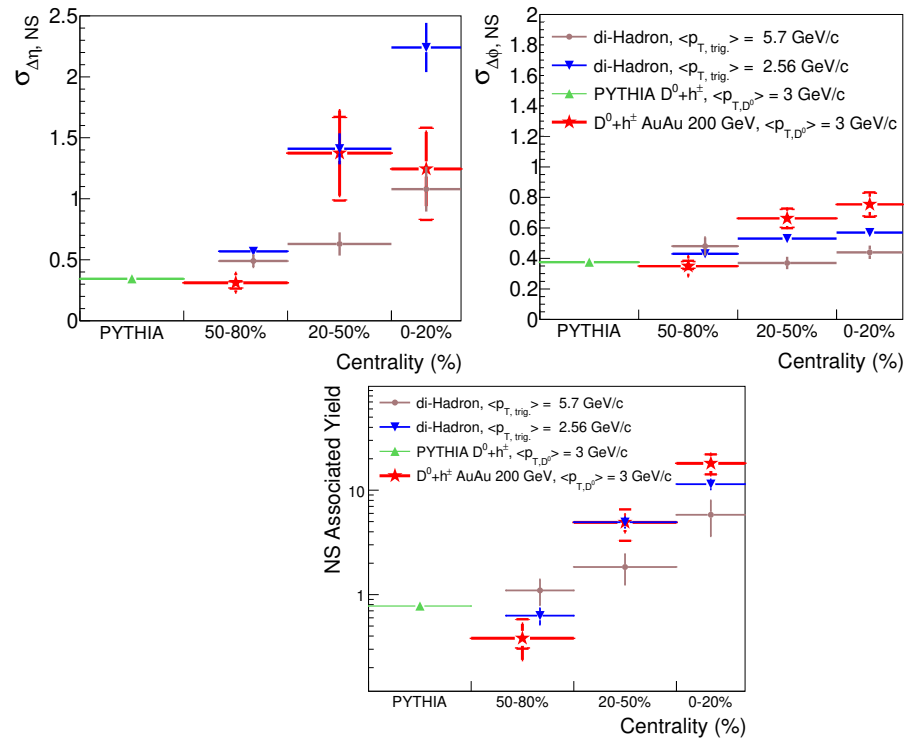 σ_Δη, NS
2.5
2
1.5
1
0.5
0
PYTHIA 50-80% 20-50% 0-20%
Centrality (%)
σ_Δϕ, NS
2
1.8
1.6
1.4
1.2
1
0.8
0.6
0.4
0.2
0
di-Hadron, <p_T, trig.> = 5.7 GeV/c
di-Hadron, <p_T, trig.> = 2.56 GeV/c
PYTHIA D⁰+h±, <p_T,D⁰> = 3 GeV/c
D⁰+h± AuAu 200 GeV, <p_T,D⁰> = 3 GeV/c
PYTHIA 50-80% 20-50% 0-20%
Centrality (%)
NS Associated Yield
10
1
di-Hadron, <p_T, trig.> = 5.7 GeV/c
di-Hadron, <p_T, trig.> = 2.56 GeV/c
PYTHIA D⁰+h±, <p_T,D⁰> = 3 GeV/c
D⁰+h± AuAu 200 GeV, <p_T,D⁰> = 3 GeV/c
PYTHIA 50-80% 20-50% 0-20%
Centrality (%)